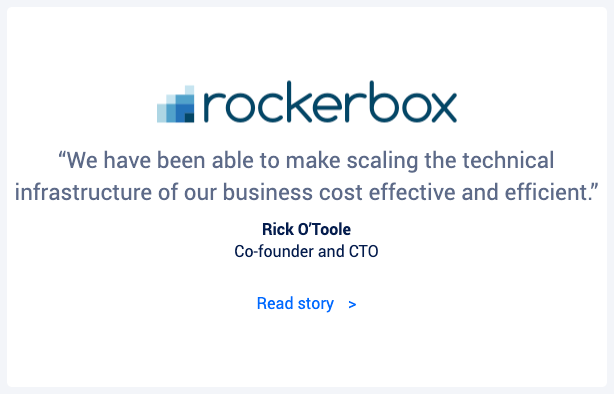 rockerbox
“We have been able to make scaling the technical
infrastructure of our business cost effective and efficient.”
Rick O’Toole
Co-founder and CTO
Read story >